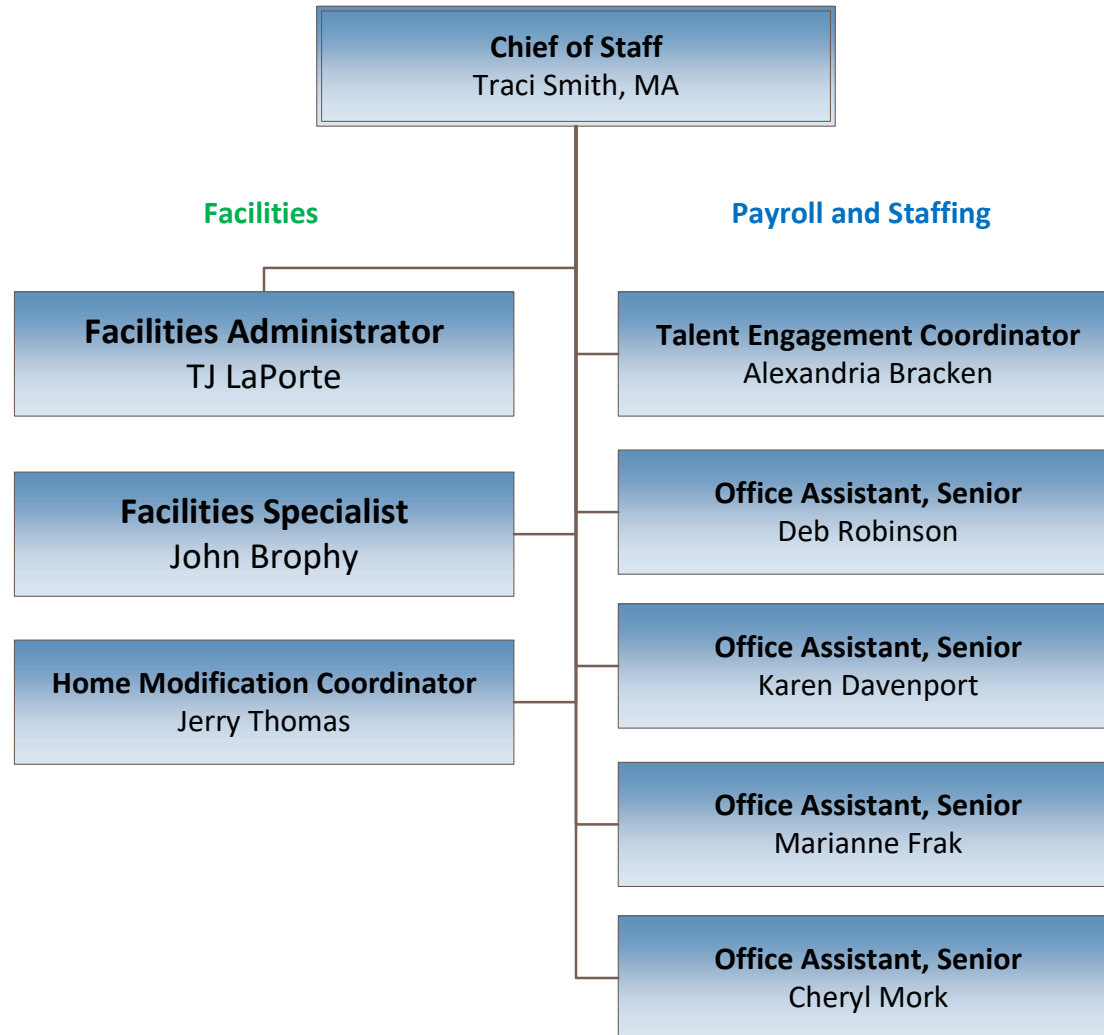 Chief of Staff
Traci Smith, MA
Facilities
Payroll and Staffing
Facilities Administrator
TJ LaPorte
Facilities Specialist
John Brophy
Home Modification Coordinator
Jerry Thomas
Talent Engagement Coordinator
Alexandria Bracken
Office Assistant, Senior
Deb Robinson
Office Assistant, Senior
Karen Davenport
Office Assistant, Senior
Marianne Frak
Office Assistant, Senior
Cheryl Mork